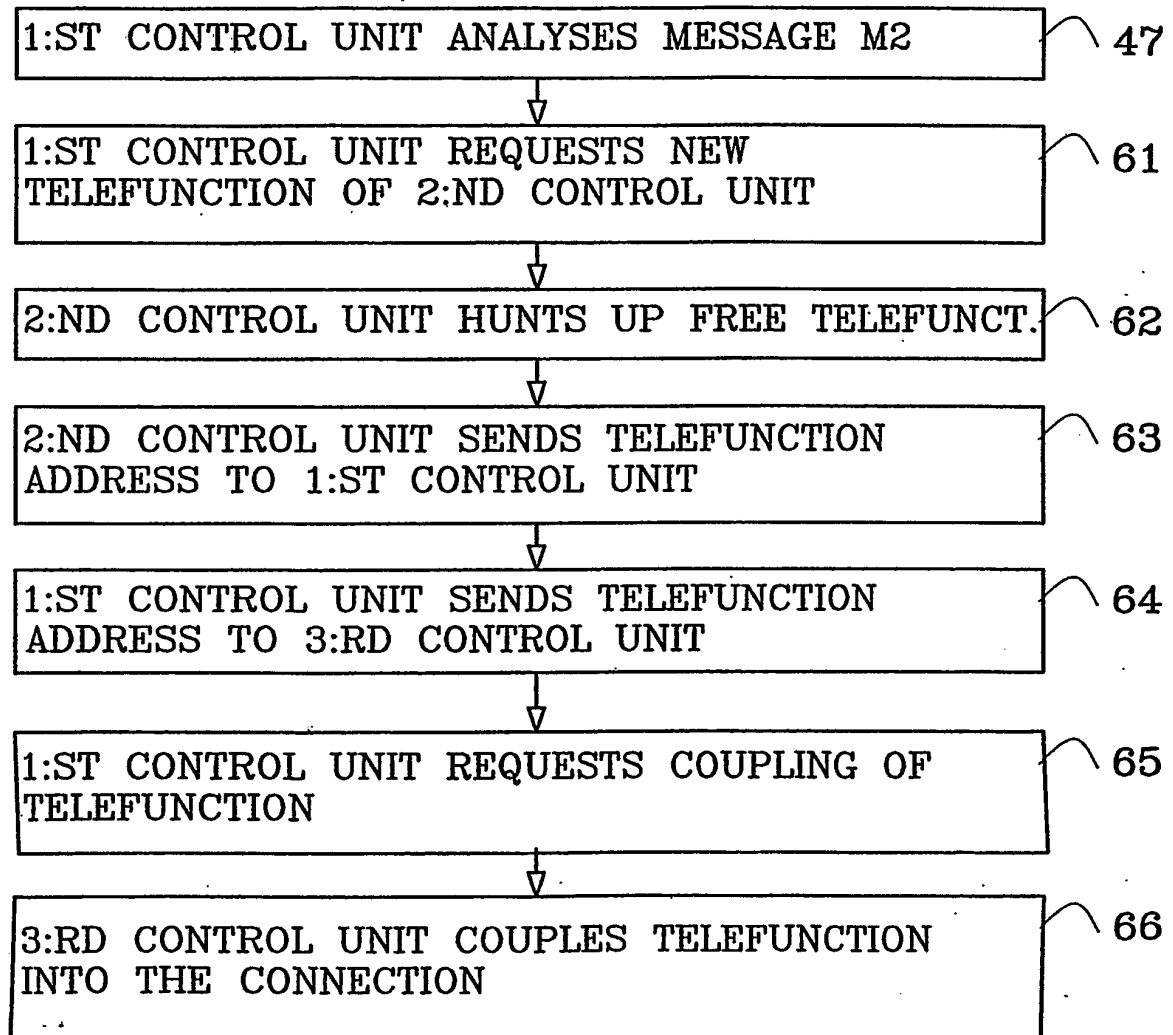 1:ST CONTROL UNIT ANALYSES MESSAGE M2 47
1:ST CONTROL UNIT REQUESTS NEW 61
TELEFUNCTION OF 2:ND CONTROL UNIT
2:ND CONTROL UNIT HUNTS UP FREE TELEFUNCT. 62
2:ND CONTROL UNIT SENDS TELEFUNCTION 63
ADDRESS TO 1:ST CONTROL UNIT
1:ST CONTROL UNIT SENDS TELEFUNCTION 64
ADDRESS TO 3:RD CONTROL UNIT
1:ST CONTROL UNIT REQUESTS COUPLING OF 65
TELEFUNCTION
3:RD CONTROL UNIT COUPLES TELEFUNCTION 66
INTO THE CONNECTION